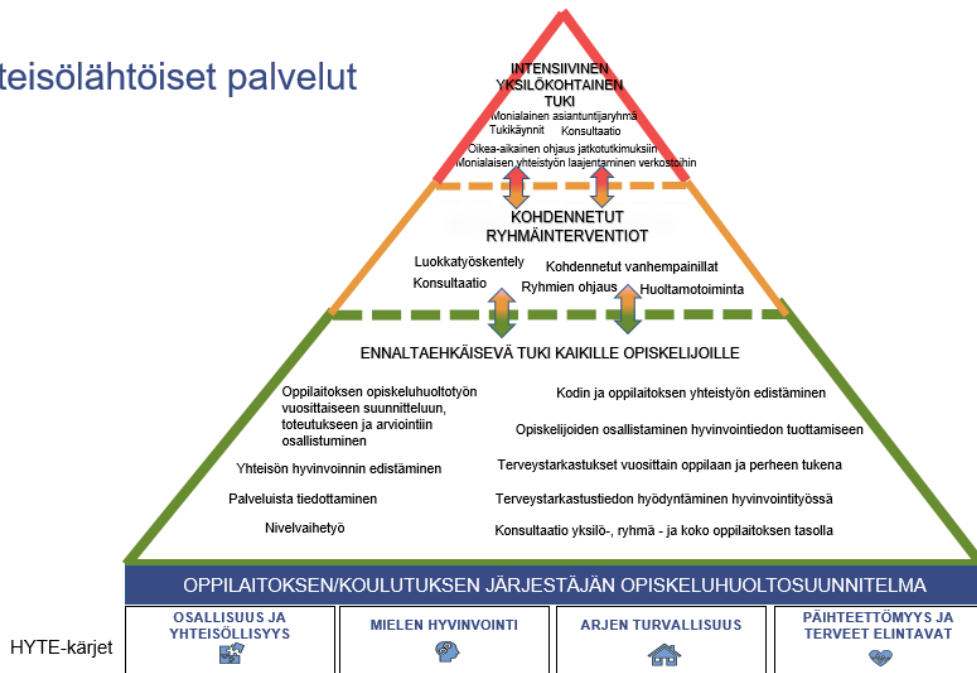 teisölähtöiset palvelut
INTENSIIVINEN
YKSILÖKOHTAINEN
TUKI
Monialainen asiantuntijaryhmä
Tukikäynnit Konsultaatio
Oikea-aikainen ohjaus jatkotutkimuksiin
Monialaisen yhteistyön laajentaminen verkostoihin
KOHDENNETUT
RYHMÄINTERVENTIOT
Luokkatyöskentely
Kohdennetut vanhempainillat
Konsultaatio
Ryhmien ohjaus
Huoltamotoiminta
ENNALTAEHKÄISEVÄ TUKI KAIKILLE OPISKELIJOILLE
Oppilaitoksen opiskeluhuoltotyön
vuosittaiseen suunnitteluun,
toteutukseen ja arviointiin
osallistuminen
Yhteisön hyvinvoinnin edistäminen
Palveluista tiedottaminen
Nivelvaihetyö
Kodin ja oppilaitoksen yhteistyön edistäminen
Opiskelijoiden osallistaminen hyvinvointiedon tuottamiseen
Terveystarkastukset vuosittain oppilaan ja perheen tukena
Terveystarkastustiedon hyödyntäminen hyvinvointityössä
Konsultaatio yksilö-, ryhmä - ja koko oppilaitoksen tasolla
OPPILAITOKSEN/KOULUTUKSEN JÄRJESTÄJÄN OPISKELUHUOLTOSUUNNITELMA
HYTE-kärjet
OSALLISUUS JA
YHTEISÖLLISYYS
MIELEN HYVINVOINTI
ARJEN TURVALLISUUS
PÄIHTEETTÖMYYS JA
TERVEET ELINTAVAT